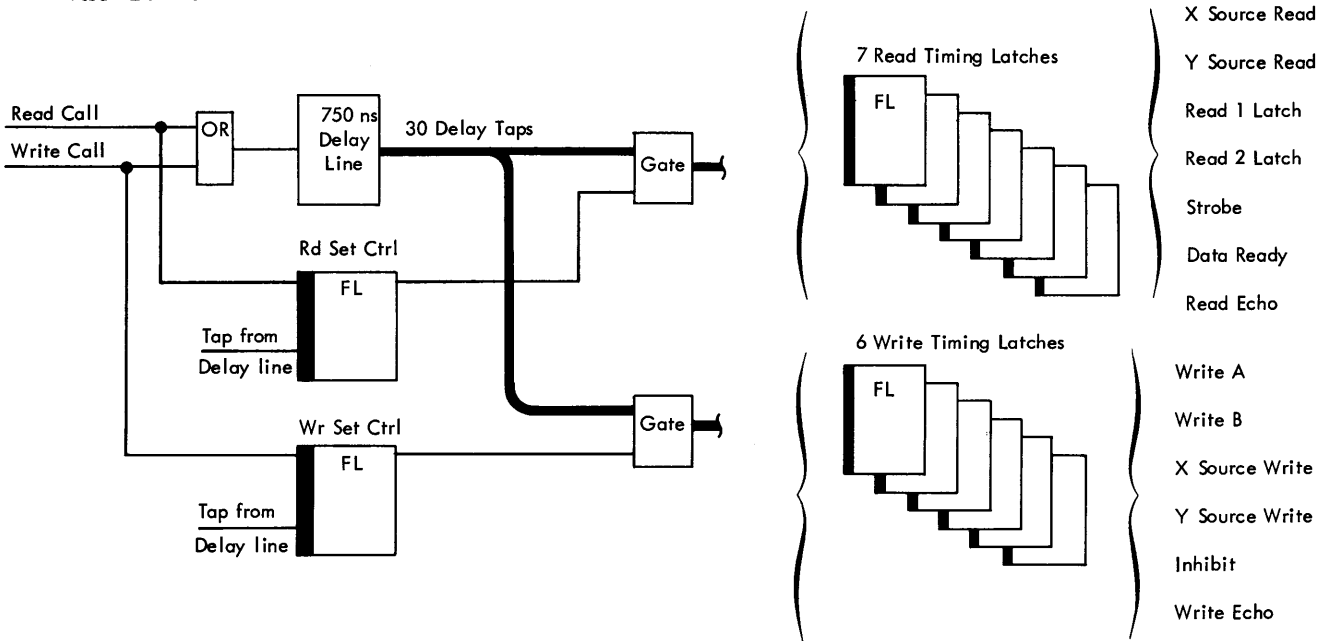 Read Call
Write Call
OR
750 ns
Delay
Line
30 Delay Taps
Gate
Rd Set Ctrl
FL
Tap from
Delay line
Gate
Wr Set Ctrl
FL
Tap from
Delay line
7 Read Timing Latches
FL
X Source Read
Y Source Read
Read 1 Latch
Read 2 Latch
Strobe
Data Ready
Read Echo
6 Write Timing Latches
FL
Write A
Write B
X Source Write
Y Source Write
Inhibit
Write Echo